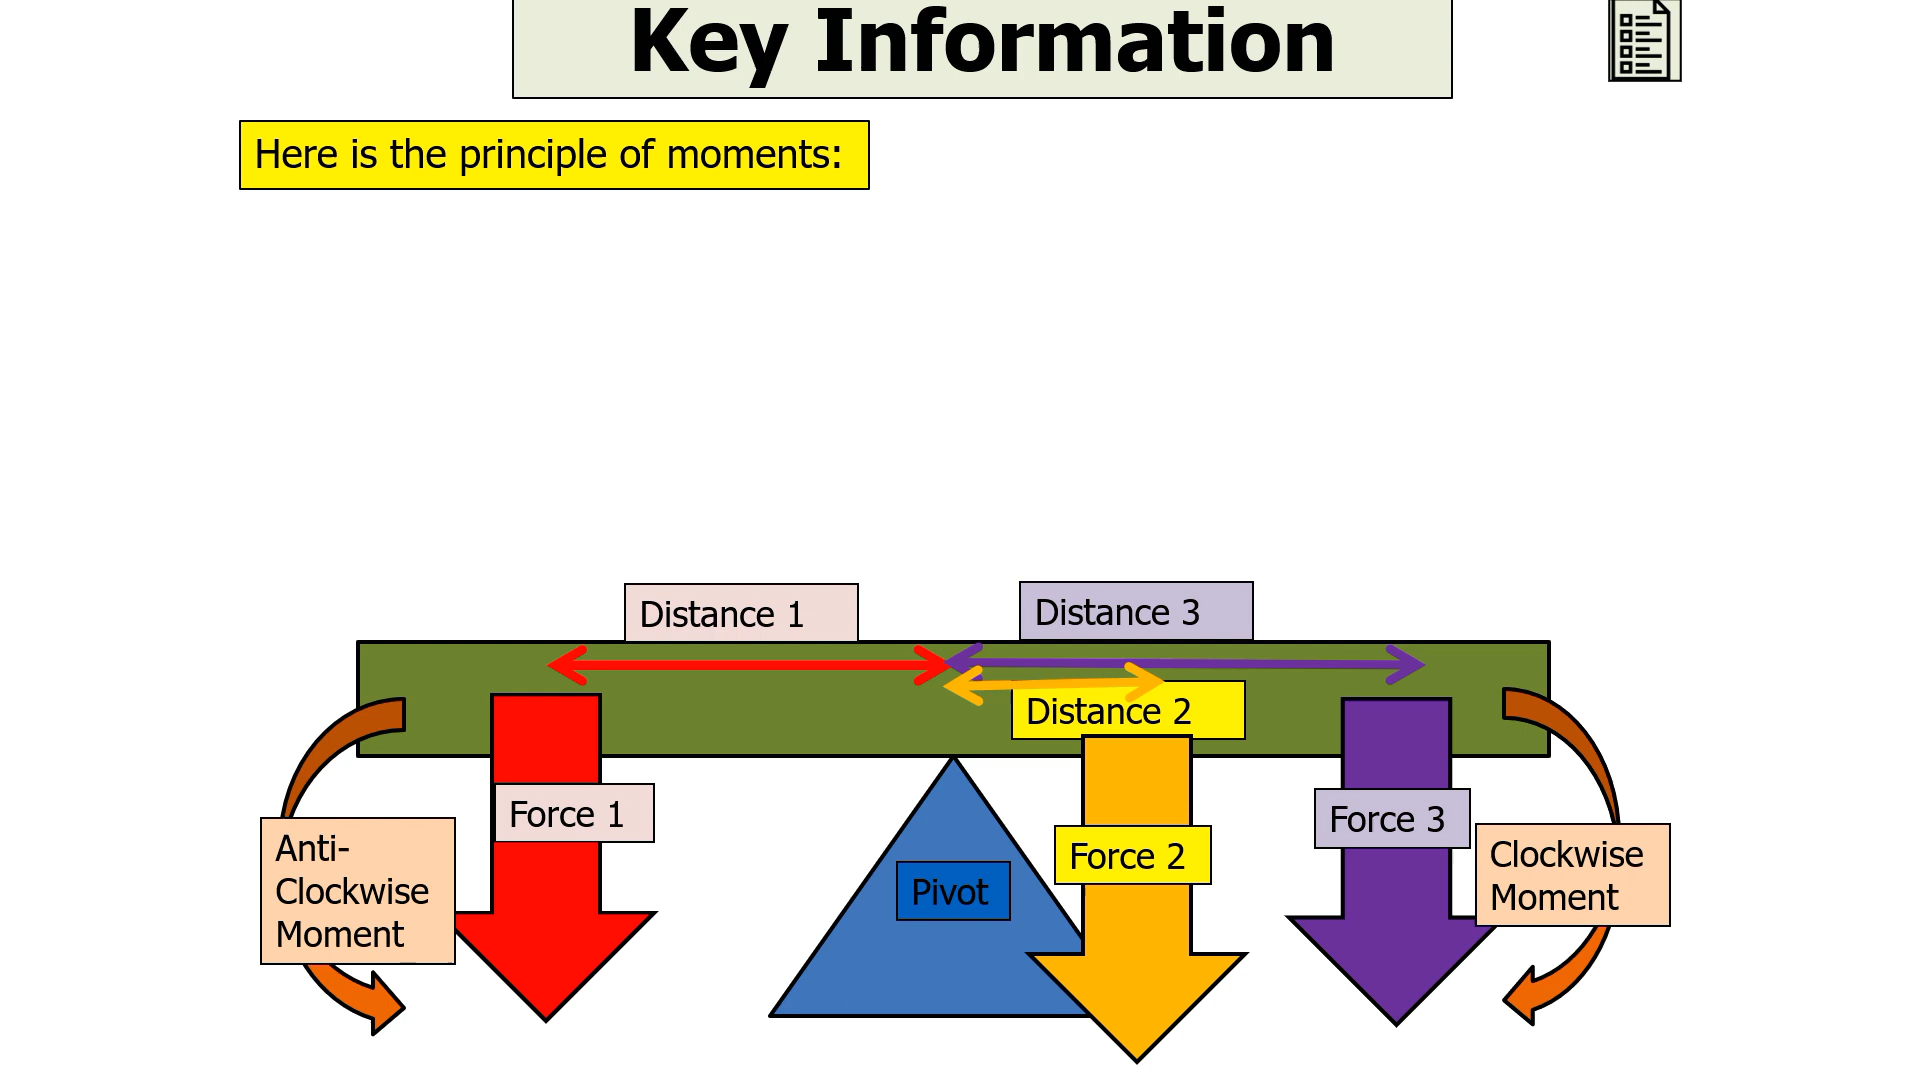 Key Information
Here is the principle of moments:
Distance 1
Distance 3
Distance 2
Force 1
Force 2
Force 3
Pivot
Anti-
Clockwise
Moment
Clockwise
Moment